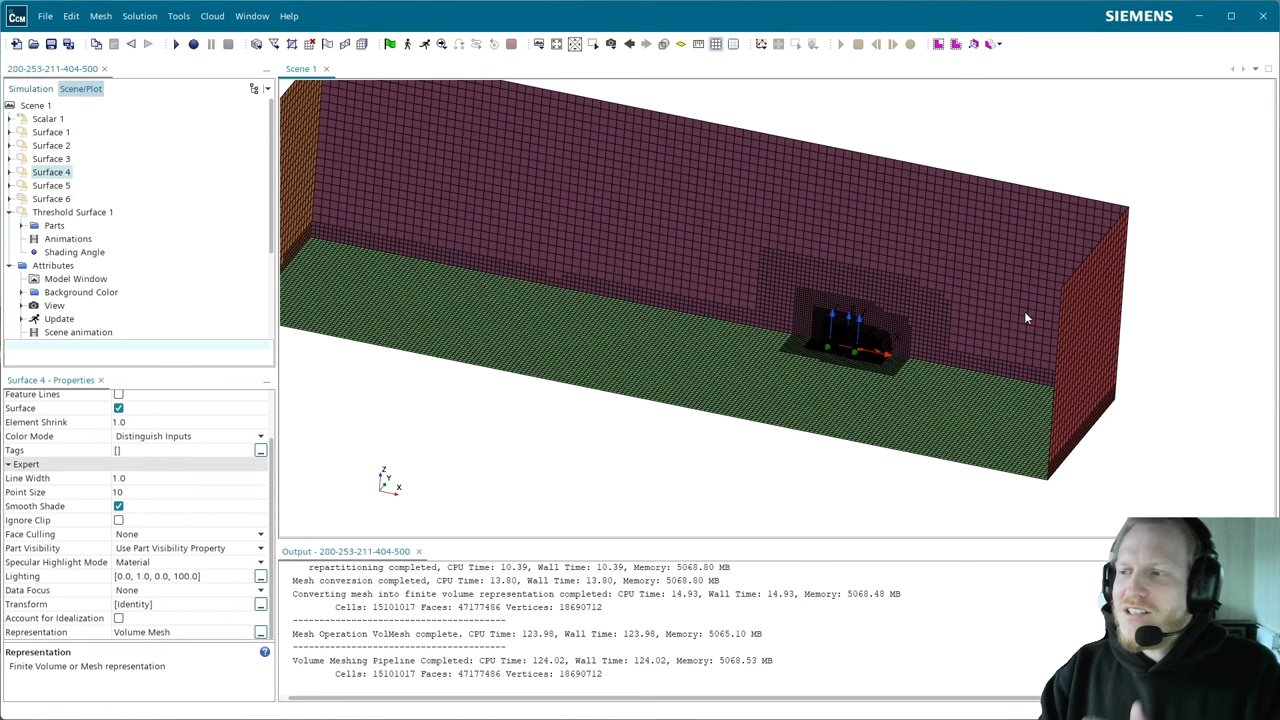 CCM File Edit Mesh Solution Tools Cloud Window Help SIEMENS
280-253-211-404-500
Scene 1
Simulation Scene/Plot
Scene 1
Scalar 1
Surface 1
Surface 2
Surface 3
Surface 4
Surface 5
Surface 6
Threshold Surface 1
Parts
Animations
Shading Angle
Attributes
Model Window
Background Color
View
Update
Scene animation
Surface 4 - Properties
Feature Lines
Surface
Element Shrink 1.0
Color Mode Distinguish Inputs
Tags []
Expert
Line Width 1.0
Point Size 10
Smooth Shade
Ignore Clip
Face Culling None
Part Visibility Use Part Visibility Property
Specular Highlight Mode Material
Lighting [0.0, 1.0, 0.0, 100.0]
Data Focus None
Transform [Identity]
Account for Idealization
Representation Volume Mesh
Representation
Finite Volume or Mesh representation
Z
Y
X
Output - 280-253-211-404-500
repartitioning completed, CPU Time: 10.39, Wall Time: 10.39, Memory: 5068.80 MB
Mesh conversion completed, CPU Time: 13.80, Wall Time: 13.80, Memory: 5068.80 MB
Converting mesh into finite volume representation completed: CPU Time: 14.93, Wall Time: 14.93, Memory: 5068.48 MB
Cells: 15101017 Faces: 47177486 Vertices: 18690712
----------------------------------------
Mesh Operation VolMesh complete. CPU Time: 123.98, Wall Time: 123.98, Memory: 5065.10 MB
----------------------------------------
Volume Meshing Pipeline Completed: CPU Time: 124.02, Wall Time: 124.02, Memory: 5068.53 MB
Cells: 15101017 Faces: 47177486 Vertices: 18690712